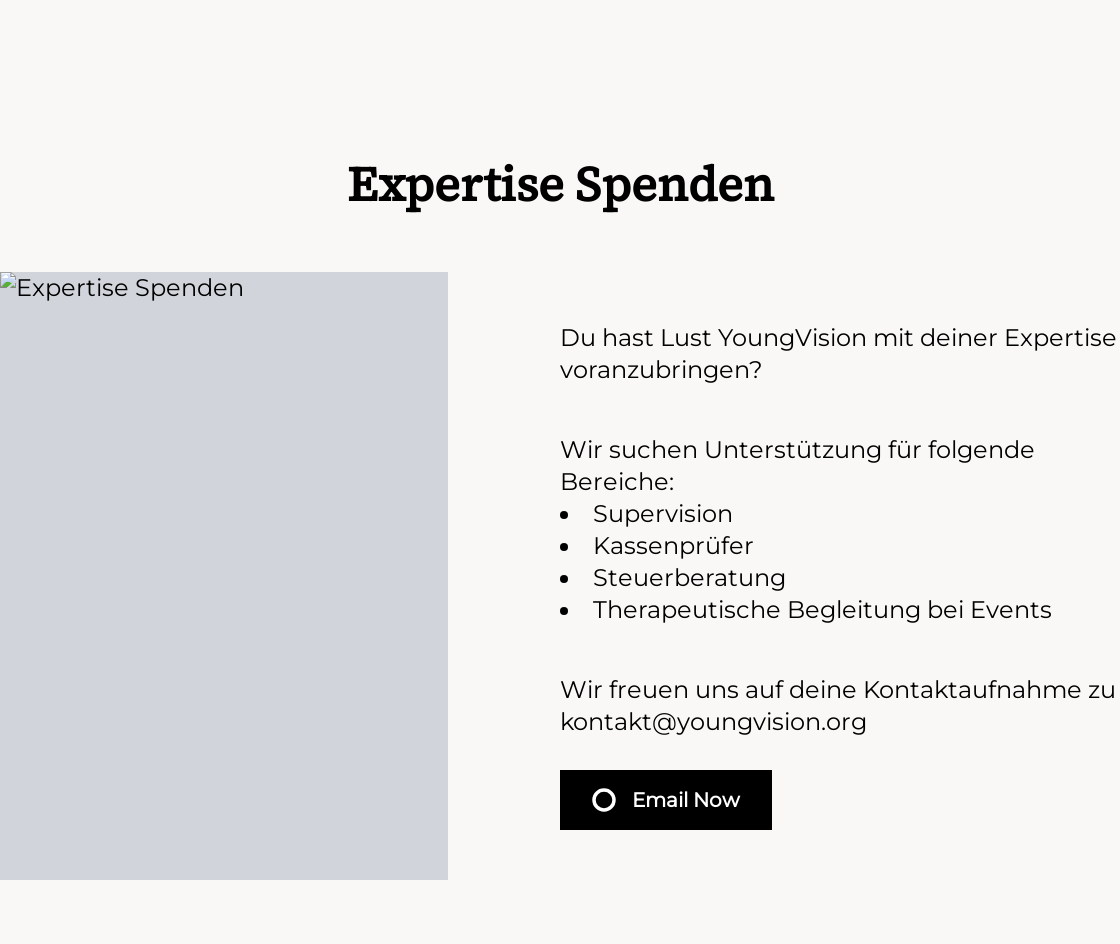 Expertise Spenden
Expertise Spenden
Du hast Lust YoungVision mit deiner Expertise
voranzubringen?
Wir suchen Unterstützung für folgende
Bereiche:
• Supervision
• Kassenprüfer
• Steuerberatung
• Therapeutische Begleitung bei Events
Wir freuen uns auf deine Kontaktaufnahme zu
kontakt@youngvision.org
Email Now